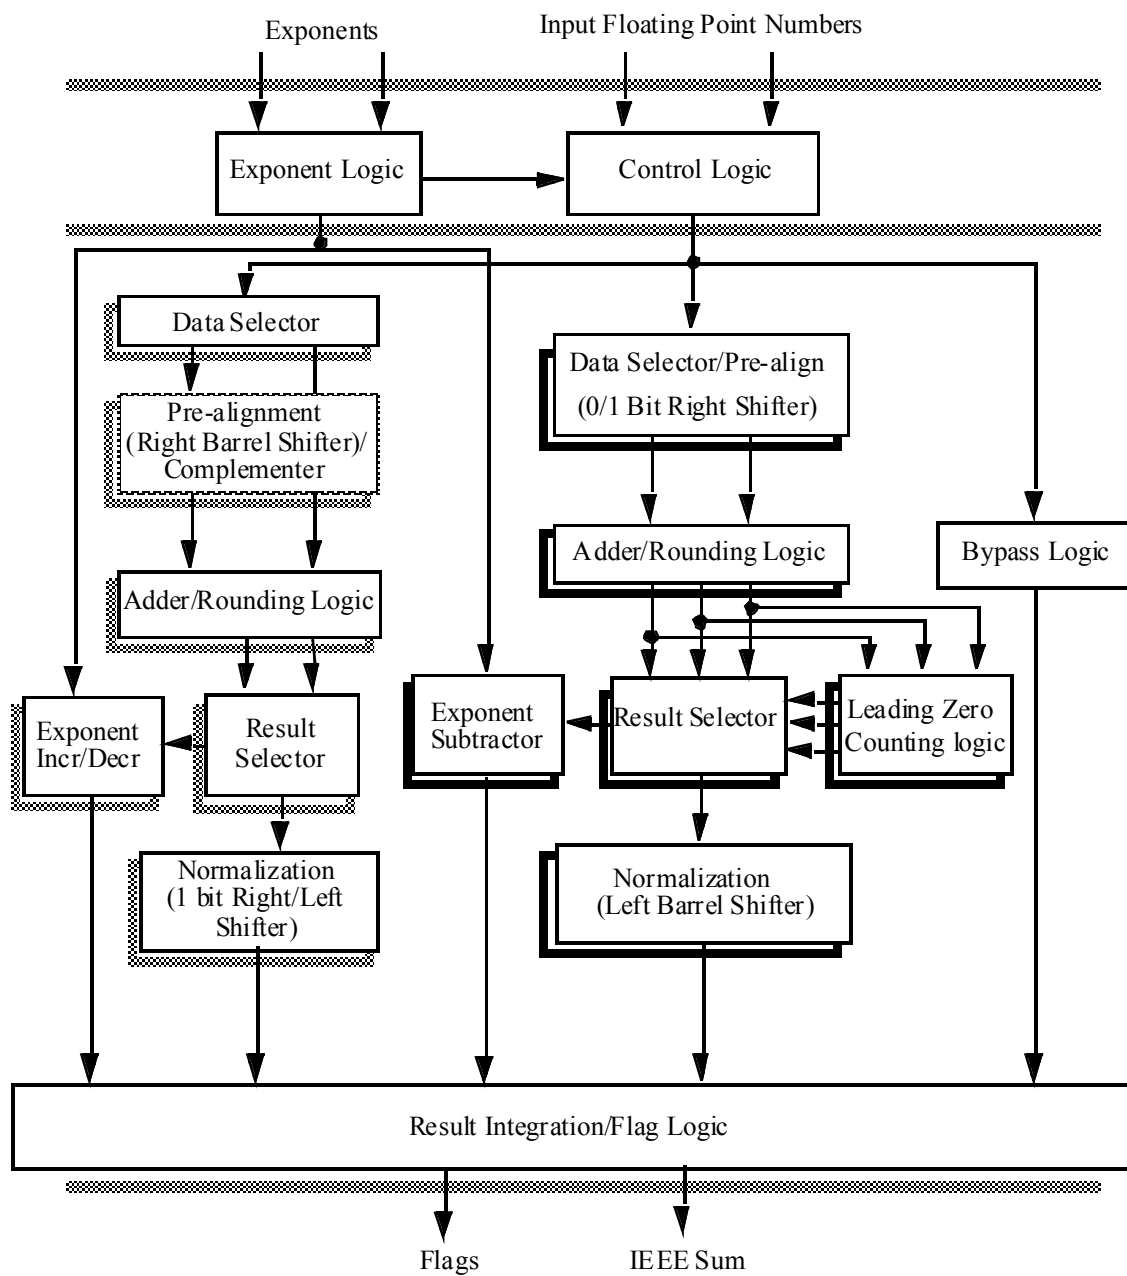 Exponents
Input Floating Point Numbers
Exponent Logic
Control Logic
Data Selector
Data Selector/Pre-align
(0/1 Bit Right Shifter)
Pre-alignment
(Right Barrel Shifter)/
Complementer
Adder/Rounding Logic
Bypass Logic
Adder/Rounding Logic
Exponent
Incr/Decr
Result
Selector
Exponent
Subtractor
Result Selector
Leading Zero
Counting logic
Normalization
(1 bit Right/Left
Shifter)
Normalization
(Left Barrel Shifter)
Result Integration/Flag Logic
Flags
IEEE Sum